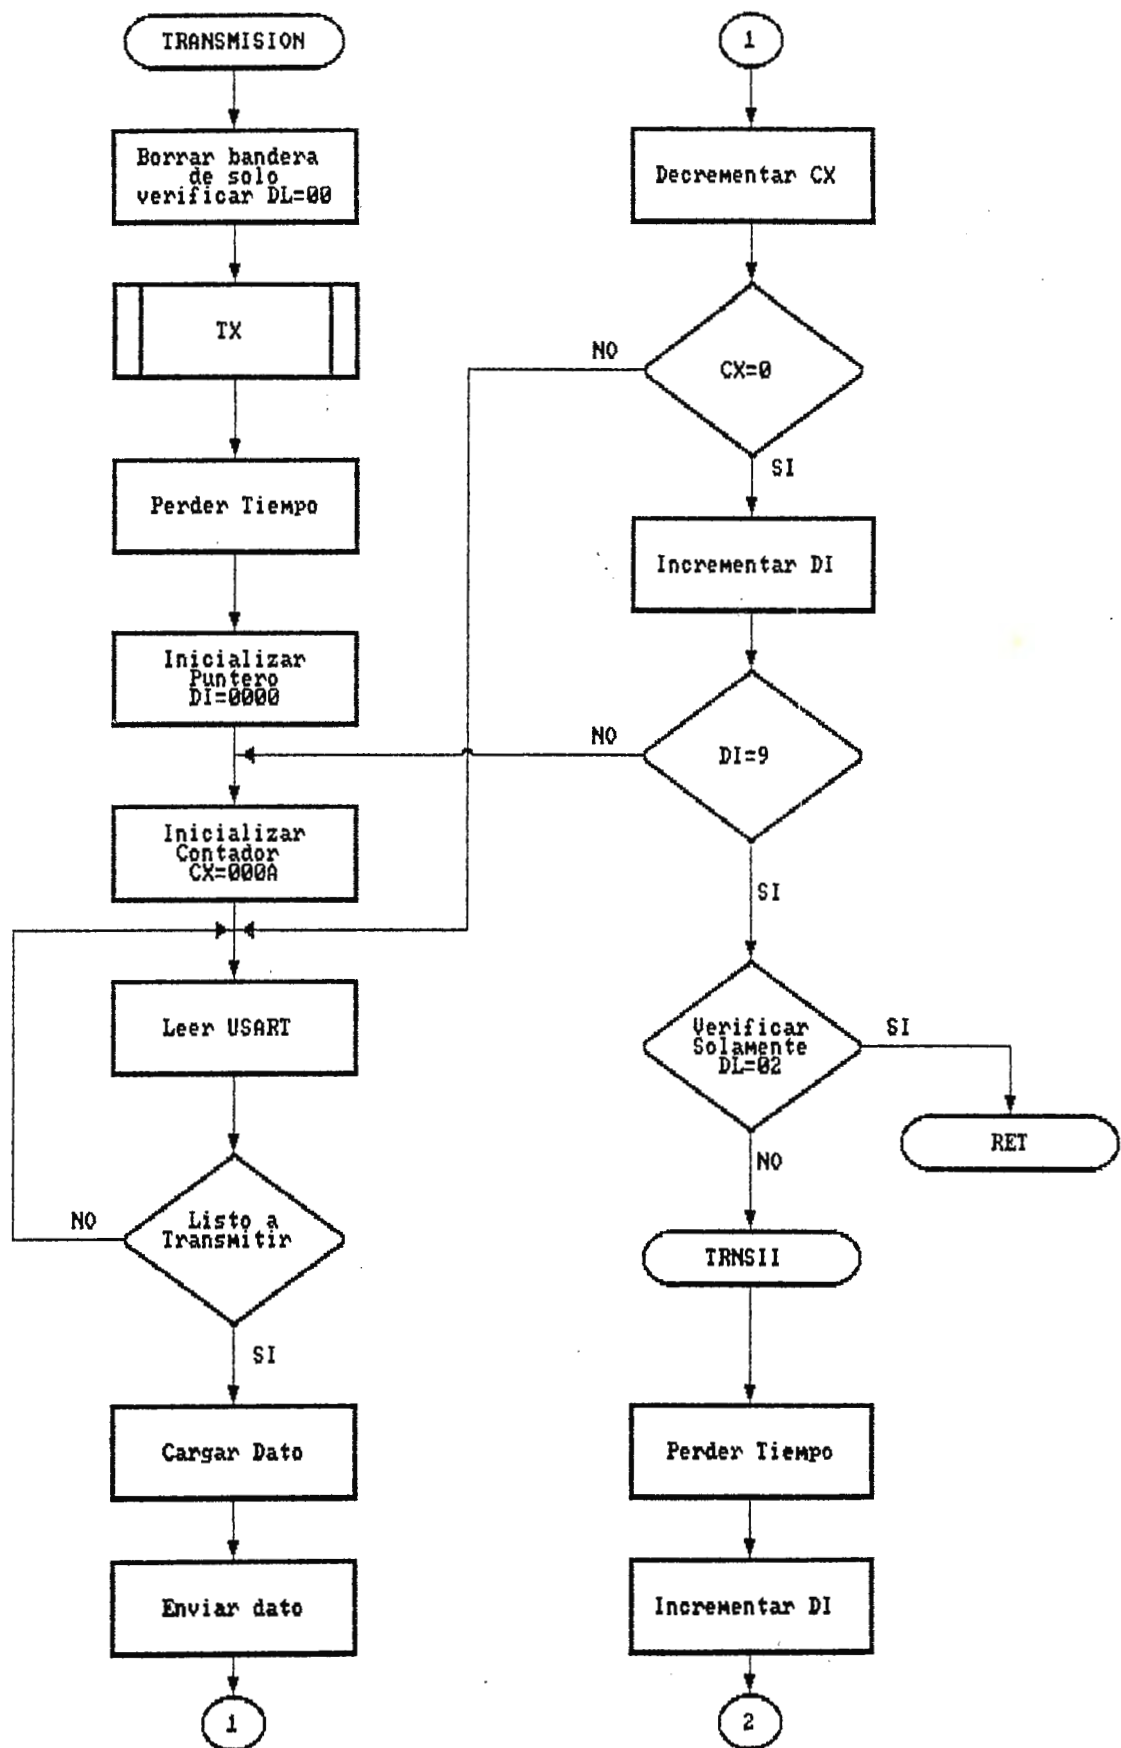 TRANSMISION
Borrar bandera
de solo
verificar DL=00
TX
Perder Tiempo
Inicializar
Puntero
DI=0000
Inicializar
Contador
CX=000A
Leer USART
Listo a
Transmitir
NO
SI
Cargar Dato
Enviar dato
1
1
Decrementar CX
CX=0
NO
SI
Incrementar DI
DI=9
NO
SI
Verificar
Solamente
DL=02
SI
RET
NO
TRNSII
Perder Tiempo
Incrementar DI
2